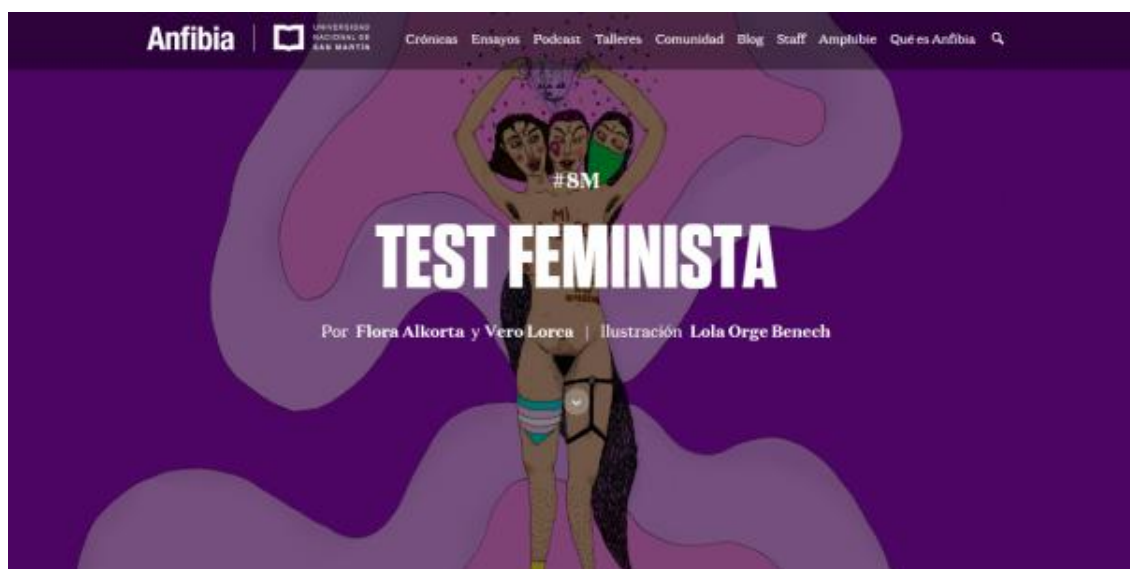 Anfibia
UNIVERSIDAD
NACIONAL DE
SAN MARTÍN
Crónicas Ensayos Podcast Talleres Comunidad Blog Staff Amphibie Qué es Anfibia
#8M
MI
TEST FEMINISTA
Por Flora Alkorta y Vero Lorca | Ilustración Lola Orge Benech